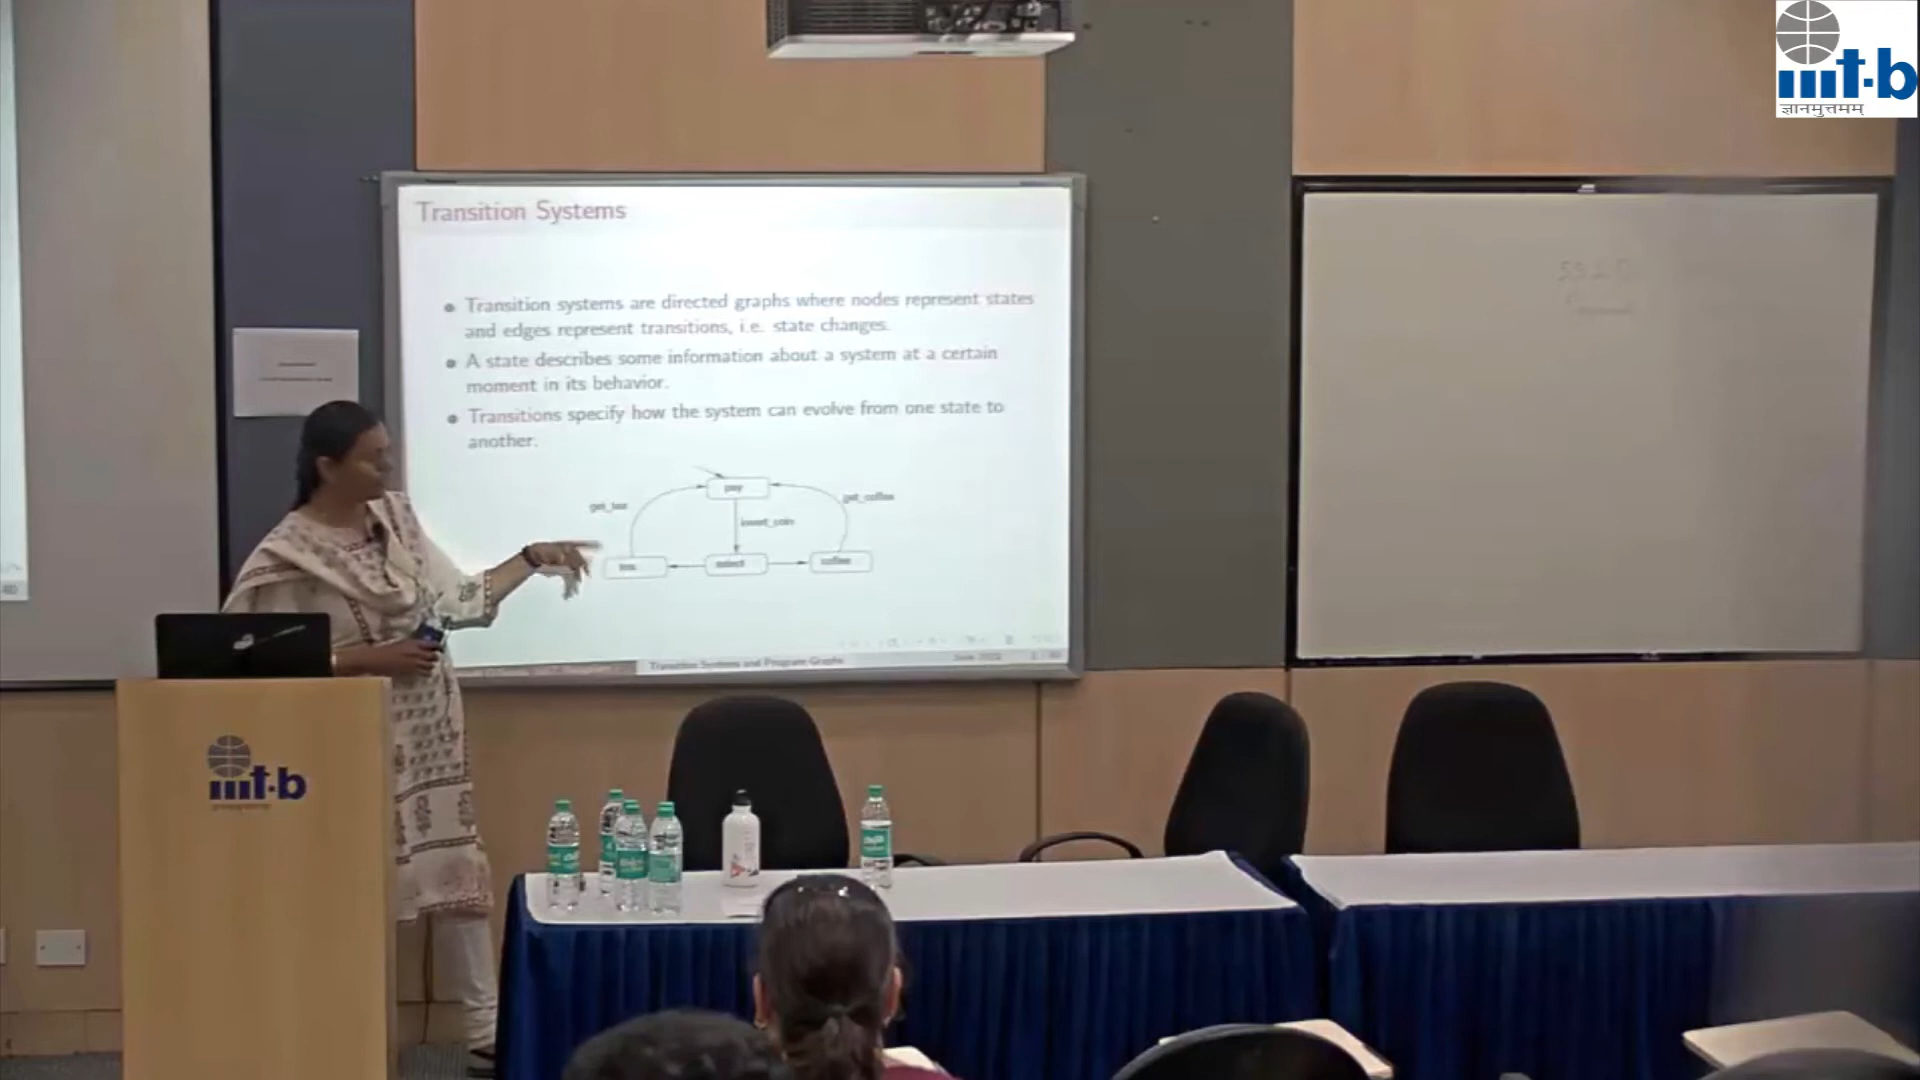 iiit-b
ज्ञानमुत्तमम्
Transition Systems
Transition systems are directed graphs where nodes represent states
and edges represent transitions, i.e. state changes.
A state describes some information about a system at a certain
moment in its behavior.
Transitions specify how the system can evolve from one state to
another.
pay
get_tea
get_coffee
insert_coin
tea
select
coffee
Transition Systems and Program Graphs
iiit-b